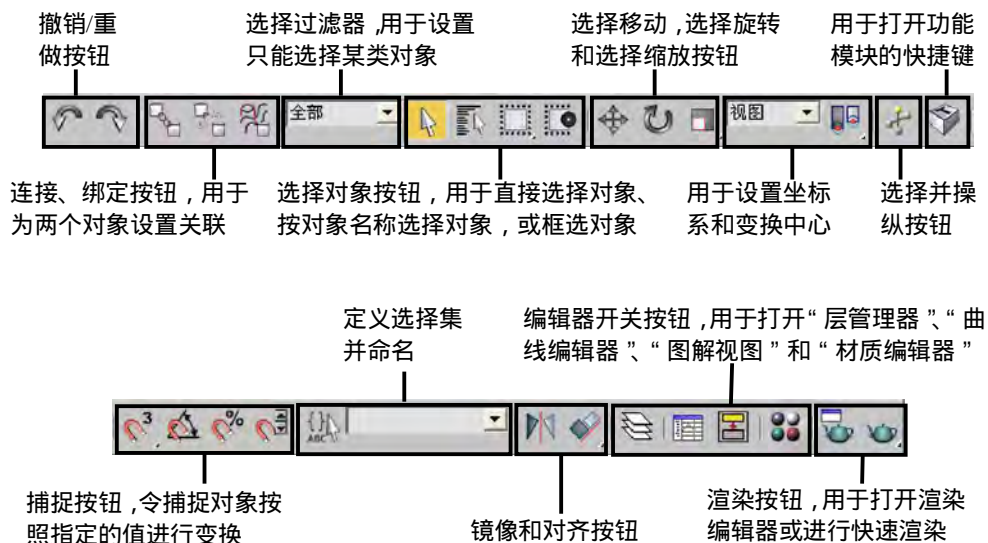 撤销/重
做按钮
选择过滤器,用于设置
只能选择某类对象
选择移动,选择旋转
和选择缩放按钮
用于打开功能
模块的快捷键
全部
视图
连接、绑定按钮,用于
为两个对象设置关联
选择对象按钮,用于直接选择对象、
按对象名称选择对象,或框选对象
用于设置坐标
系和变换中心
选择并操
纵按钮
定义选择集
并命名
编辑器开关按钮,用于打开“层管理器”、“曲
线编辑器”、“图解视图”和“材质编辑器”
3
%
{}
ABC
捕捉按钮,令捕捉对象按
照指定的值进行变换
镜像和对齐按钮
渲染按钮,用于打开渲染
编辑器或进行快速渲染